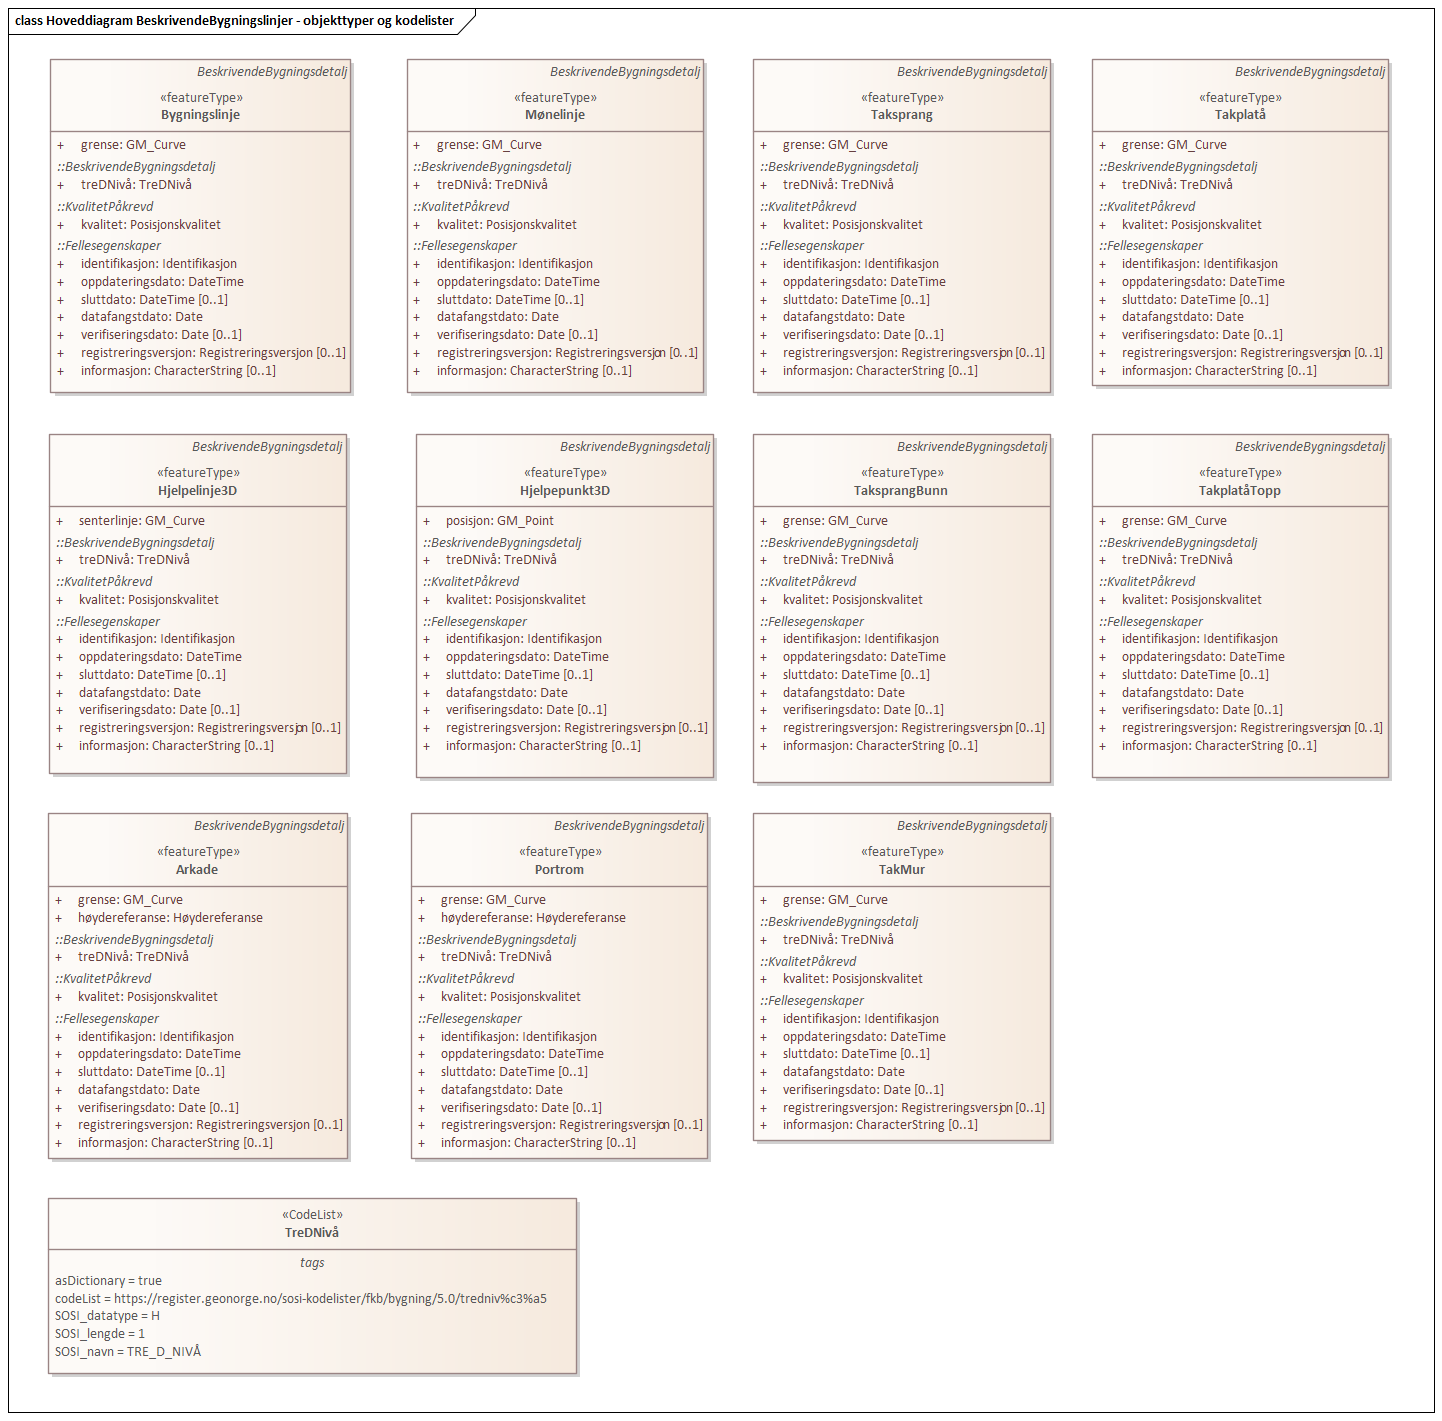 class Hoveddiagram BeskrivendeBygningslinjer - objekttyper og kodelister
BeskrivendeBygningsdetalj
«featureType»
Bygningslinje
+ grense: GM_Curve
::BeskrivendeBygningsdetalj
+ treDNivå: TreDNivå
::KvalitetPåkrevd
+ kvalitet: Posisjonskvalitet
::Fellesegenskaper
+ identifikasjon: Identifikasjon
+ oppdateringsdato: DateTime
+ sluttdato: DateTime [0..1]
+ datafangstdato: Date
+ verifiseringsdato: Date [0..1]
+ registreringsversjon: Registreringsversjon [0..1]
+ informasjon: CharacterString [0..1]
BeskrivendeBygningsdetalj
«featureType»
Mønelinje
+ grense: GM_Curve
::BeskrivendeBygningsdetalj
+ treDNivå: TreDNivå
::KvalitetPåkrevd
+ kvalitet: Posisjonskvalitet
::Fellesegenskaper
+ identifikasjon: Identifikasjon
+ oppdateringsdato: DateTime
+ sluttdato: DateTime [0..1]
+ datafangstdato: Date
+ verifiseringsdato: Date [0..1]
+ registreringsversjon: Registreringsversjon [0..1]
+ informasjon: CharacterString [0..1]
BeskrivendeBygningsdetalj
«featureType»
Taksprang
+ grense: GM_Curve
::BeskrivendeBygningsdetalj
+ treDNivå: TreDNivå
::KvalitetPåkrevd
+ kvalitet: Posisjonskvalitet
::Fellesegenskaper
+ identifikasjon: Identifikasjon
+ oppdateringsdato: DateTime
+ sluttdato: DateTime [0..1]
+ datafangstdato: Date
+ verifiseringsdato: Date [0..1]
+ registreringsversjon: Registreringsversjon [0..1]
+ informasjon: CharacterString [0..1]
BeskrivendeBygningsdetalj
«featureType»
Takplatå
+ grense: GM_Curve
::BeskrivendeBygningsdetalj
+ treDNivå: TreDNivå
::KvalitetPåkrevd
+ kvalitet: Posisjonskvalitet
::Fellesegenskaper
+ identifikasjon: Identifikasjon
+ oppdateringsdato: DateTime
+ sluttdato: DateTime [0..1]
+ datafangstdato: Date
+ verifiseringsdato: Date [0..1]
+ registreringsversjon: Registreringsversjon [0..1]
+ informasjon: CharacterString [0..1]
BeskrivendeBygningsdetalj
«featureType»
Hjelpelinje3D
+ senterlinje: GM_Curve
::BeskrivendeBygningsdetalj
+ treDNivå: TreDNivå
::KvalitetPåkrevd
+ kvalitet: Posisjonskvalitet
::Fellesegenskaper
+ identifikasjon: Identifikasjon
+ oppdateringsdato: DateTime
+ sluttdato: DateTime [0..1]
+ datafangstdato: Date
+ verifiseringsdato: Date [0..1]
+ registreringsversjon: Registreringsversjon [0..1]
+ informasjon: CharacterString [0..1]
BeskrivendeBygningsdetalj
«featureType»
Hjelpepunkt3D
+ posisjon: GM_Point
::BeskrivendeBygningsdetalj
+ treDNivå: TreDNivå
::KvalitetPåkrevd
+ kvalitet: Posisjonskvalitet
::Fellesegenskaper
+ identifikasjon: Identifikasjon
+ oppdateringsdato: DateTime
+ sluttdato: DateTime [0..1]
+ datafangstdato: Date
+ verifiseringsdato: Date [0..1]
+ registreringsversjon: Registreringsversjon [0..1]
+ informasjon: CharacterString [0..1]
BeskrivendeBygningsdetalj
«featureType»
TaksprangBunn
+ grense: GM_Curve
::BeskrivendeBygningsdetalj
+ treDNivå: TreDNivå
::KvalitetPåkrevd
+ kvalitet: Posisjonskvalitet
::Fellesegenskaper
+ identifikasjon: Identifikasjon
+ oppdateringsdato: DateTime
+ sluttdato: DateTime [0..1]
+ datafangstdato: Date
+ verifiseringsdato: Date [0..1]
+ registreringsversjon: Registreringsversjon [0..1]
+ informasjon: CharacterString [0..1]
BeskrivendeBygningsdetalj
«featureType»
TakplatåTopp
+ grense: GM_Curve
::BeskrivendeBygningsdetalj
+ treDNivå: TreDNivå
::KvalitetPåkrevd
+ kvalitet: Posisjonskvalitet
::Fellesegenskaper
+ identifikasjon: Identifikasjon
+ oppdateringsdato: DateTime
+ sluttdato: DateTime [0..1]
+ datafangstdato: Date
+ verifiseringsdato: Date [0..1]
+ registreringsversjon: Registreringsversjon [0..1]
+ informasjon: CharacterString [0..1]
BeskrivendeBygningsdetalj
«featureType»
Arkade
+ grense: GM_Curve
+ høydereferanse: Høydereferanse
::BeskrivendeBygningsdetalj
+ treDNivå: TreDNivå
::KvalitetPåkrevd
+ kvalitet: Posisjonskvalitet
::Fellesegenskaper
+ identifikasjon: Identifikasjon
+ oppdateringsdato: DateTime
+ sluttdato: DateTime [0..1]
+ datafangstdato: Date
+ verifiseringsdato: Date [0..1]
+ registreringsversjon: Registreringsversjon [0..1]
+ informasjon: CharacterString [0..1]
BeskrivendeBygningsdetalj
«featureType»
Portrom
+ grense: GM_Curve
+ høydereferanse: Høydereferanse
::BeskrivendeBygningsdetalj
+ treDNivå: TreDNivå
::KvalitetPåkrevd
+ kvalitet: Posisjonskvalitet
::Fellesegenskaper
+ identifikasjon: Identifikasjon
+ oppdateringsdato: DateTime
+ sluttdato: DateTime [0..1]
+ datafangstdato: Date
+ verifiseringsdato: Date [0..1]
+ registreringsversjon: Registreringsversjon [0..1]
+ informasjon: CharacterString [0..1]
BeskrivendeBygningsdetalj
«featureType»
TakMur
+ grense: GM_Curve
::BeskrivendeBygningsdetalj
+ treDNivå: TreDNivå
::KvalitetPåkrevd
+ kvalitet: Posisjonskvalitet
::Fellesegenskaper
+ identifikasjon: Identifikasjon
+ oppdateringsdato: DateTime
+ sluttdato: DateTime [0..1]
+ datafangstdato: Date
+ verifiseringsdato: Date [0..1]
+ registreringsversjon: Registreringsversjon [0..1]
+ informasjon: CharacterString [0..1]
«CodeList»
TreDNivå
tags
asDictionary = true
codeList = https://register.geonorge.no/sosi-kodelister/fkb/bygning/5.0/tredniv%c3%a5
SOSI_datatype = H
SOSI_lengde = 1
SOSI_navn = TRE_D_NIVÅ